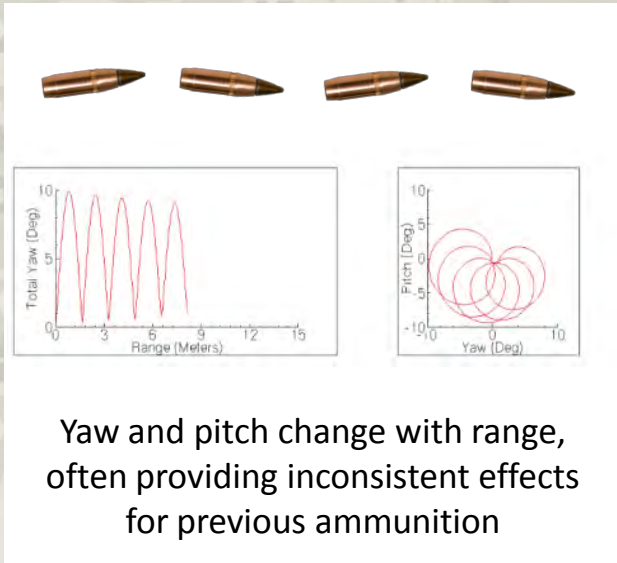 10
5
0
Total Yaw (Deg)
0 3 6 9 12 15
Range (Meters)
10
5
0
-5
-10
Pitch (Deg)
-10 0 10
Yaw (Deg)
Yaw and pitch change with range,
often providing inconsistent effects
for previous ammunition